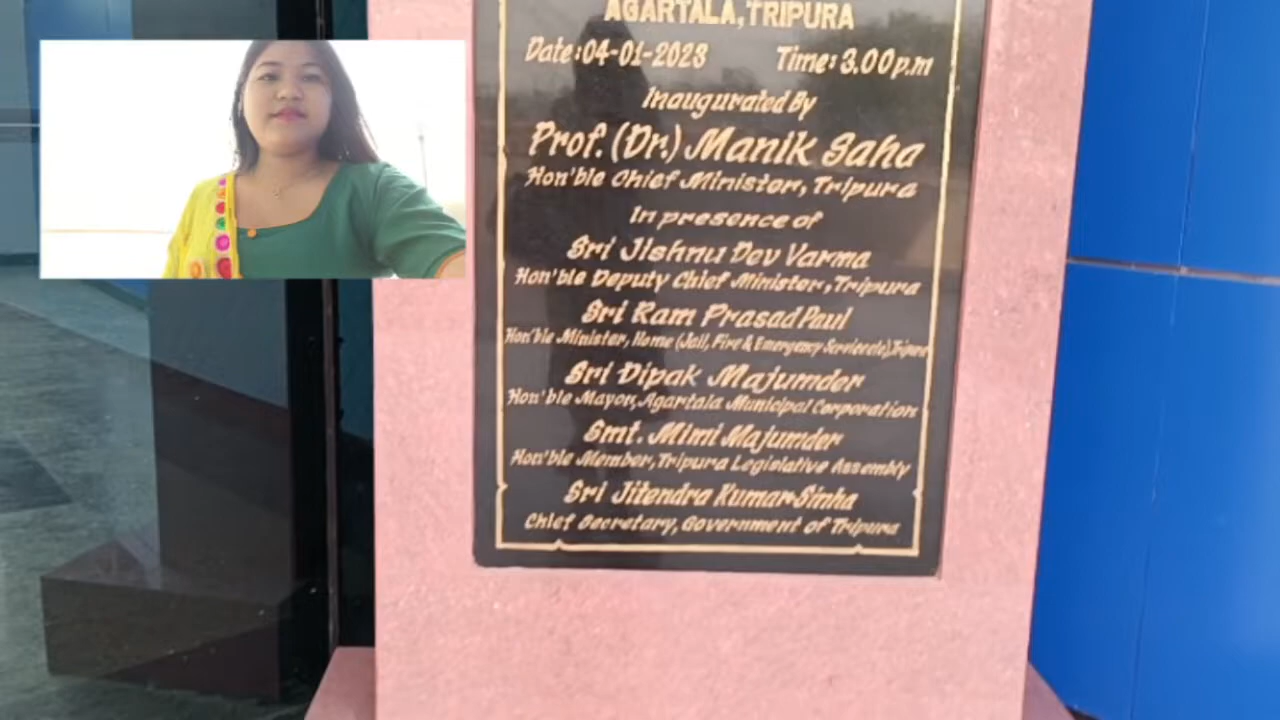 AGARTALA,TRIPURA
Date:04-01-2023 Time:3.00p.m
Inaugurated By
Prof.(Dr.) Manik Saha
Hon'ble Chief Minister, Tripura
In presence of
Sri Jishnu Dev Varma
Hon'ble Deputy Chief Minister,Tripura
Sri Ram Prasad Paul
Hon'ble Minister, Home (Jail, Fire & Emergency Services etc),Tripura
Sri Dipak Majumder
Hon'ble Mayor,Agartala Municipal Corporation
Smt. Mimi Majumder
Hon'ble Member,Tripura Legislative Assembly
Sri Jitendra Kumar Sinha
Chief Secretary, Government of Tripura